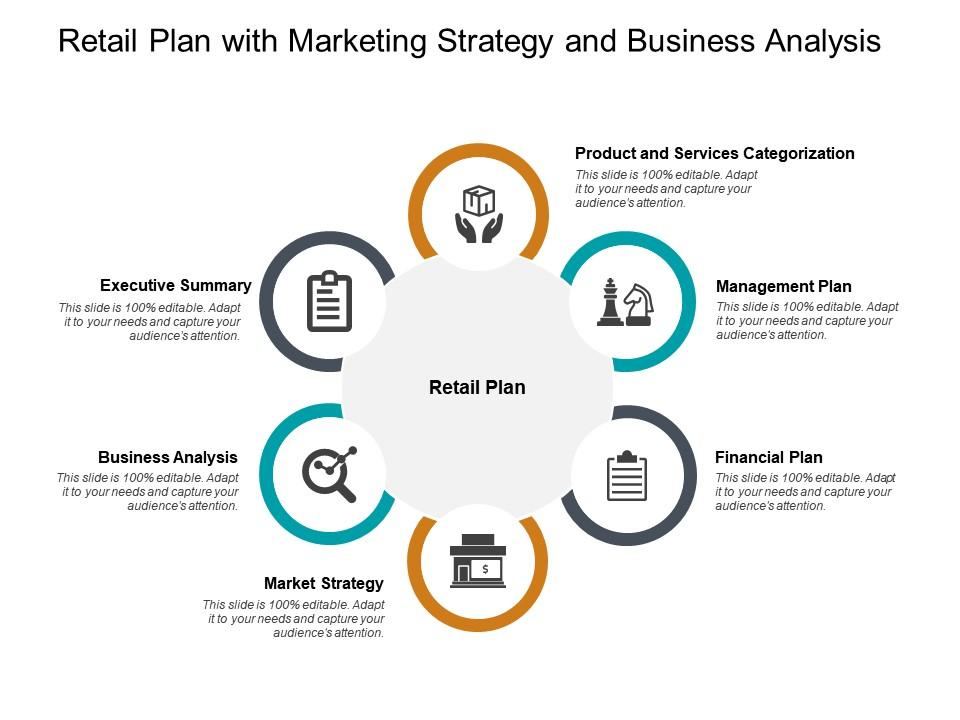 Retail Plan with Marketing Strategy and Business Analysis
Product and Services Categorization
This slide is 100% editable. Adapt
it to your needs and capture your
audience's attention.
Executive Summary
This slide is 100% editable. Adapt
it to your needs and capture your
audience's attention.
Management Plan
This slide is 100% editable. Adapt
it to your needs and capture your
audience's attention.
Retail Plan
Business Analysis
This slide is 100% editable. Adapt
it to your needs and capture your
audience's attention.
Financial Plan
This slide is 100% editable. Adapt
it to your needs and capture your
audience's attention.
$
Market Strategy
This slide is 100% editable. Adapt
it to your needs and capture your
audience's attention.